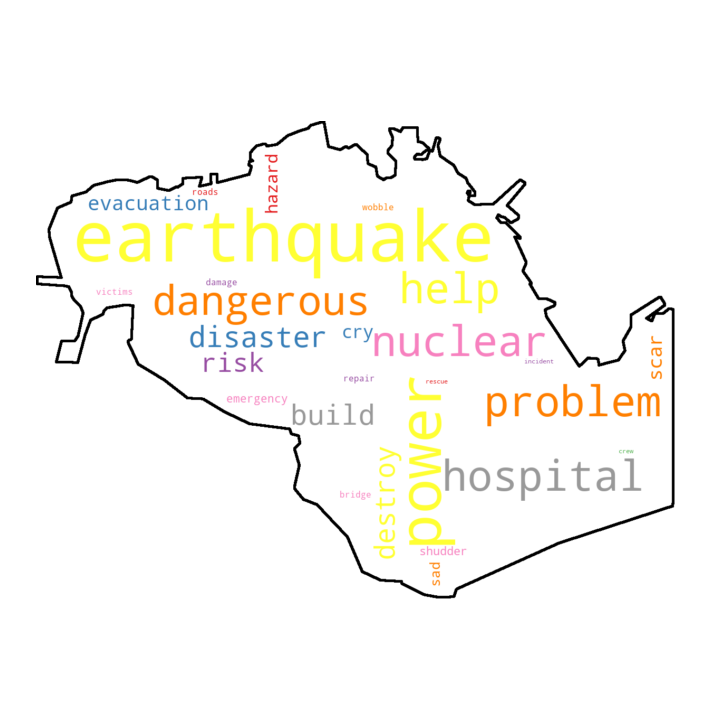 roads
hazard
evacuation
wobble
earthquake
damage
victims
help
dangerous
disaster
cry
nuclear
risk
incident
scar
repair
rescue
emergency
problem
build
power
crew
hospital
destroy
bridge
shudder
sad